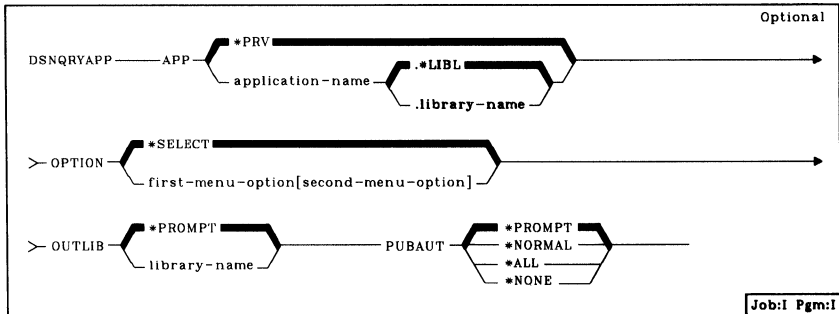 Optional
*PRV
DSNQRYAPP APP .*LIBL
application-name
.library-name
*SELECT
OPTION
first-menu-option[second-menu-option]
*PROMPT *PROMPT
OUTLIB PUBAUT *NORMAL
library-name *ALL
*NONE
Job:I Pgm:I